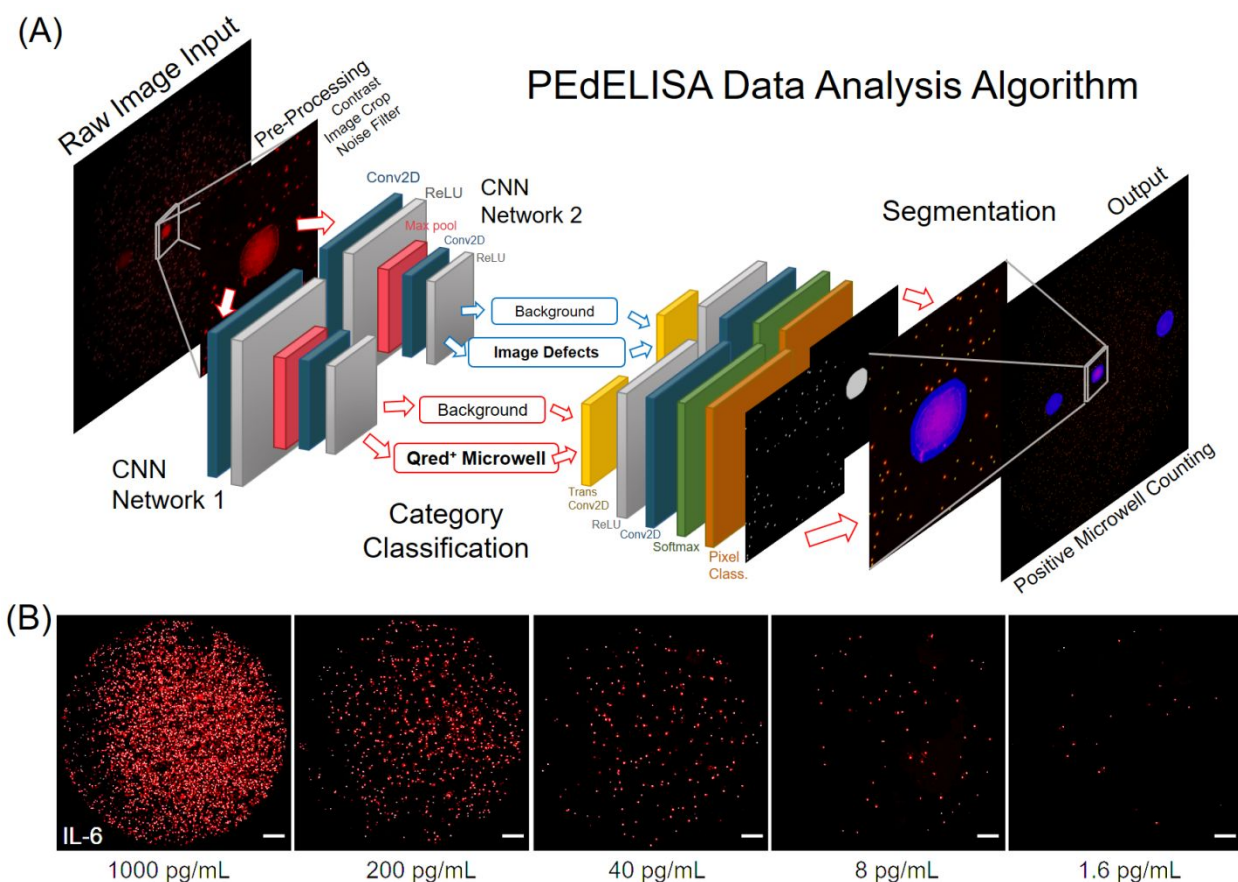 (A)
PEdELISA Data Analysis Algorithm
Raw Image Input
Pre-Processing
Contrast
Image Crop
Noise Filter
Conv2D
ReLU
CNN
Network 2
Max pool
Conv2D
ReLU
Segmentation
Output
Background
Image Defects
Background
Qred⁺ Microwell
CNN
Network 1
Category
Classification
Trans
Conv2D
ReLU
Conv2D
Softmax
Pixel
Class.
Positive Microwell Counting
(B)
IL-6
1000 pg/mL
200 pg/mL
40 pg/mL
8 pg/mL
1.6 pg/mL